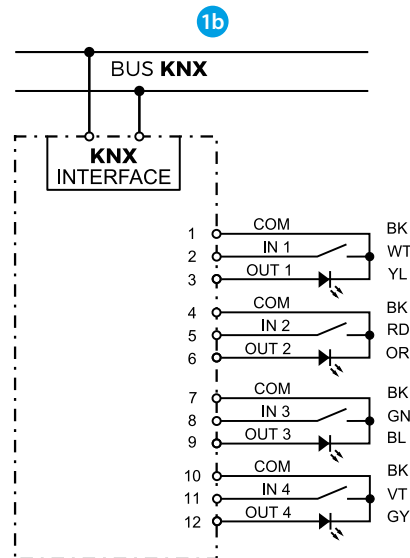 1b
BUS KNX
KNX
INTERFACE
1 COM BK
2 IN 1 WT
3 OUT 1 YL
4 COM BK
5 IN 2 RD
6 OUT 2 OR
7 COM BK
8 IN 3 GN
9 OUT 3 BL
10 COM BK
11 IN 4 VT
12 OUT 4 GY